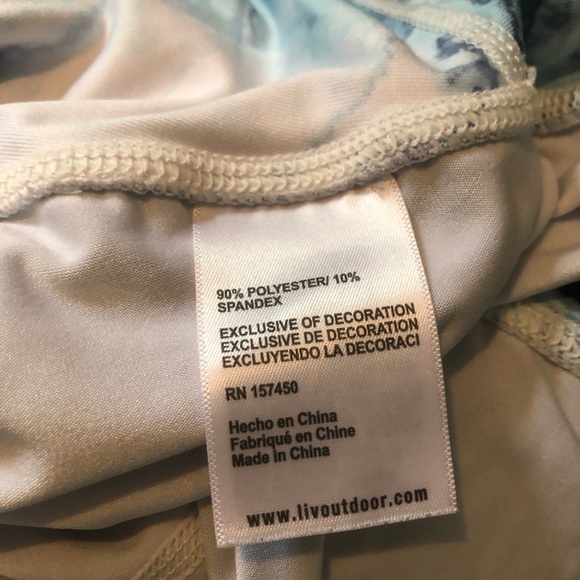 90% POLYESTER/ 10%
SPANDEX
EXCLUSIVE OF DECORATION
EXCLUSIVE DE DECORATION
EXCLUYENDO LA DECORACI
RN 157450
Hecho en China
Fabriqué en Chine
Made in China
www.livoutdoor.com